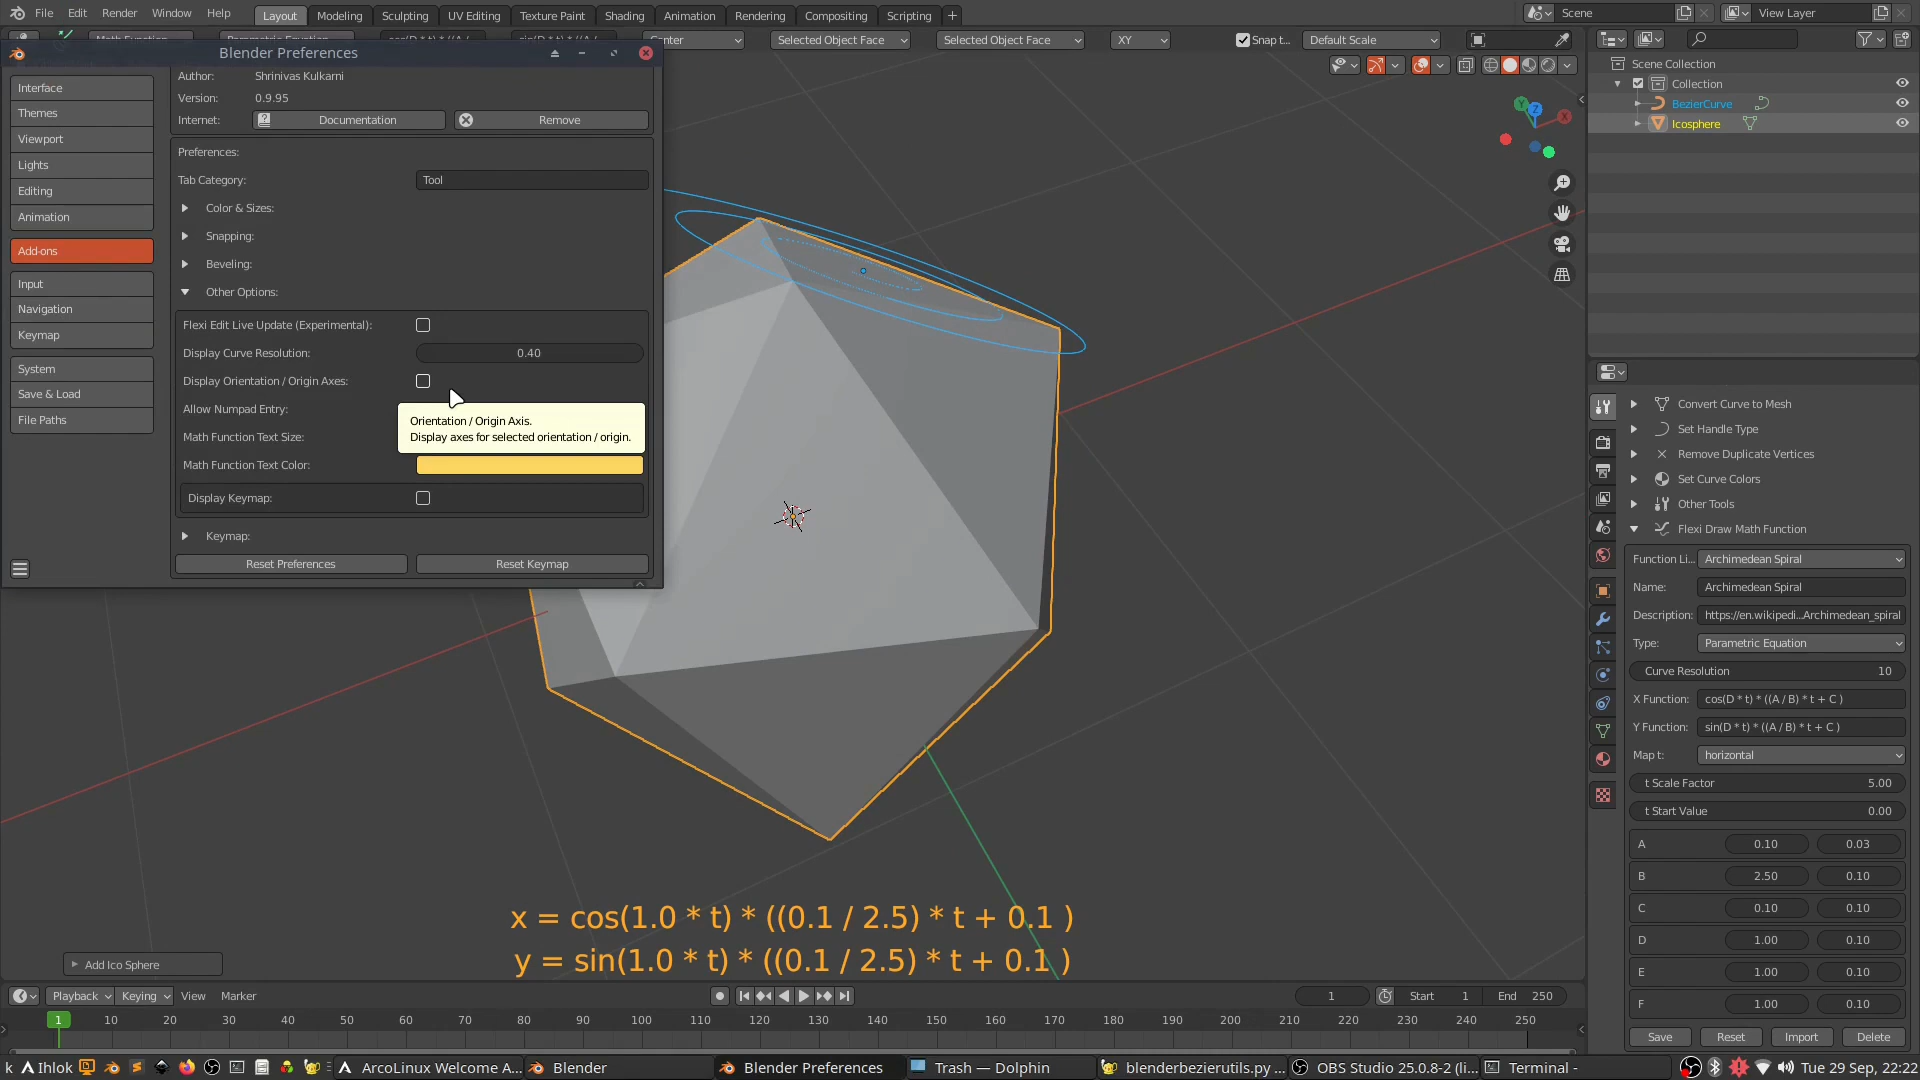 File Edit Render Window Help
Layout Modeling Sculpting UV Editing Texture Paint Shading Animation Rendering Compositing Scripting +
Scene
View Layer
Center
Selected Object Face
Selected Object Face
XY
Snap t...
Default Scale
Blender Preferences
Interface
Themes
Viewport
Lights
Editing
Animation
Add-ons
Input
Navigation
Keymap
System
Save & Load
File Paths
Author: Shrinivas Kulkarni
Version: 0.9.95
Internet: Documentation Remove
Preferences:
Tab Category: Tool
Color & Sizes:
Snapping:
Beveling:
Other Options:
Flexi Edit Live Update (Experimental):
Display Curve Resolution: 0.40
Display Orientation / Origin Axes:
Allow Numpad Entry:
Orientation / Origin Axis.
Display axes for selected orientation / origin.
Math Function Text Size:
Math Function Text Color:
Display Keymap:
Keymap:
Reset Preferences Reset Keymap
Scene Collection
Collection
BezierCurve
Icosphere
Convert Curve to Mesh
Set Handle Type
Remove Duplicate Vertices
Set Curve Colors
Other Tools
Flexi Draw Math Function
Function Li... Archimedean Spiral
Name: Archimedean Spiral
Description: https://en.wikipedi...Archimedean_spiral
Type: Parametric Equation
Curve Resolution 10
X Function: cos(D * t) * ((A / B) * t + C )
Y Function: sin(D * t) * ((A / B) * t + C )
Map t: horizontal
t Scale Factor 5.00
t Start Value 0.00
A 0.10 0.03
B 2.50 0.10
C 0.10 0.10
D 1.00 0.10
E 1.00 0.10
F 1.00 0.10
Save Reset Import Delete
Z
Y
X
x = cos(1.0 * t) * ((0.1 / 2.5) * t + 0.1 )
y = sin(1.0 * t) * ((0.1 / 2.5) * t + 0.1 )
Add Ico Sphere
Playback Keying View Marker
1 Start 1 End 250
1 10 20 30 40 50 60 70 80 90 100 110 120 130 140 150 160 170 180 190 200 210 220 230 240 250
k Ihlok ArcoLinux Welcome A... Blender Blender Preferences Trash — Dolphin blenderbezierutils.py ... OBS Studio 25.0.8-2 (li... Terminal - Tue 29 Sep, 22:22